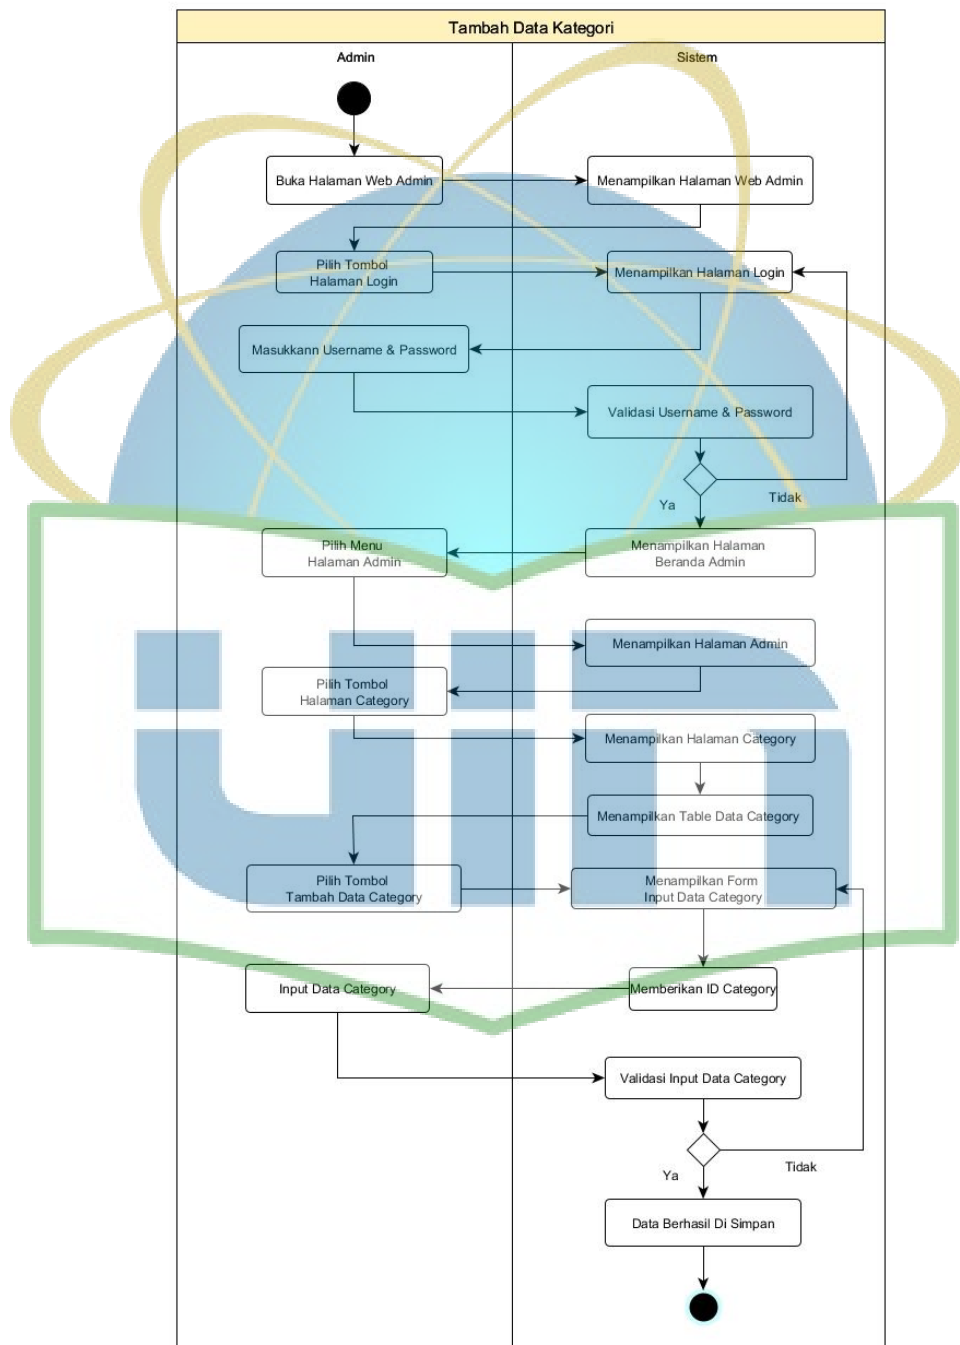 Tambah Data Kategori
Admin
Sistem
Buka Halaman Web Admin
Menampilkan Halaman Web Admin
Pilih Tombol
Halaman Login
Menampilkan Halaman Login
Masukkann Username & Password
Validasi Username & Password
Ya
Tidak
Menampilkan Halaman
Beranda Admin
Pilih Menu
Halaman Admin
Menampilkan Halaman Admin
Pilih Tombol
Halaman Category
Menampilkan Halaman Category
Menampilkan Table Data Category
Pilih Tombol
Tambah Data Category
Menampilkan Form
Input Data Category
Memberikan ID Category
Input Data Category
Validasi Input Data Category
Ya
Tidak
Data Berhasil Di Simpan
uin